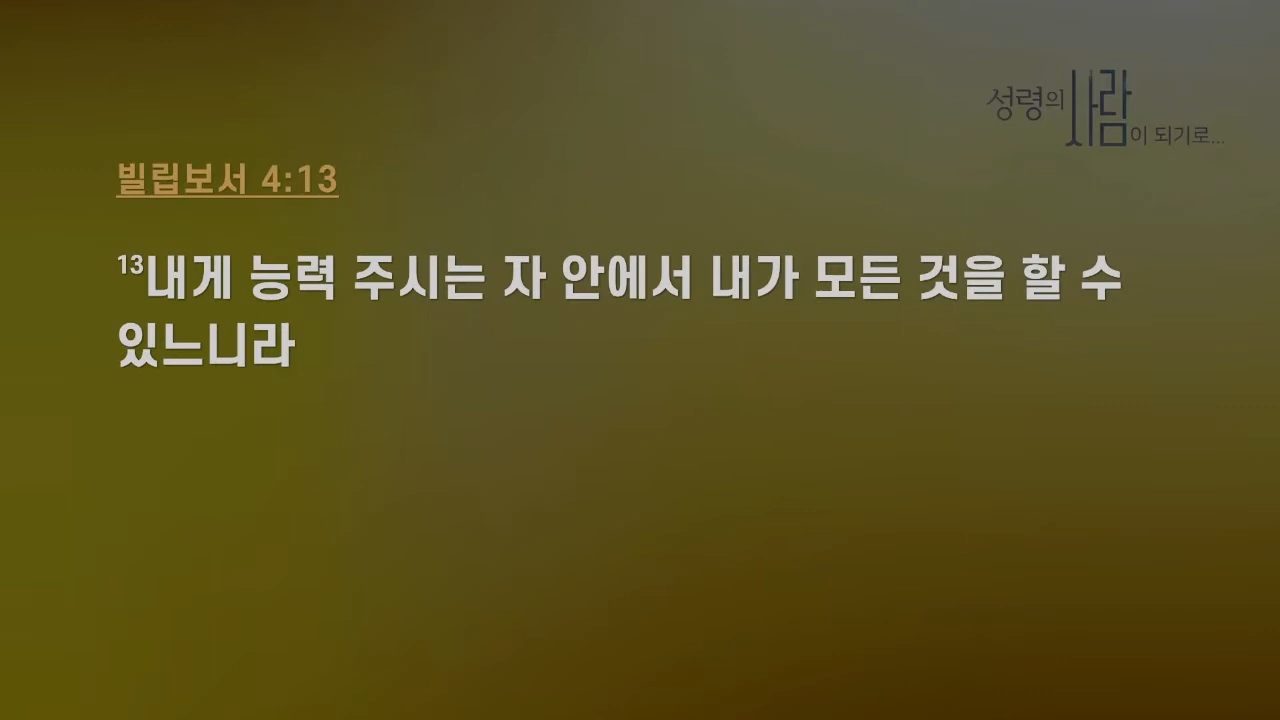 성령의 사람이 되기로...
빌립보서 4:13
13내게 능력 주시는 자 안에서 내가 모든 것을 할 수
있느니라